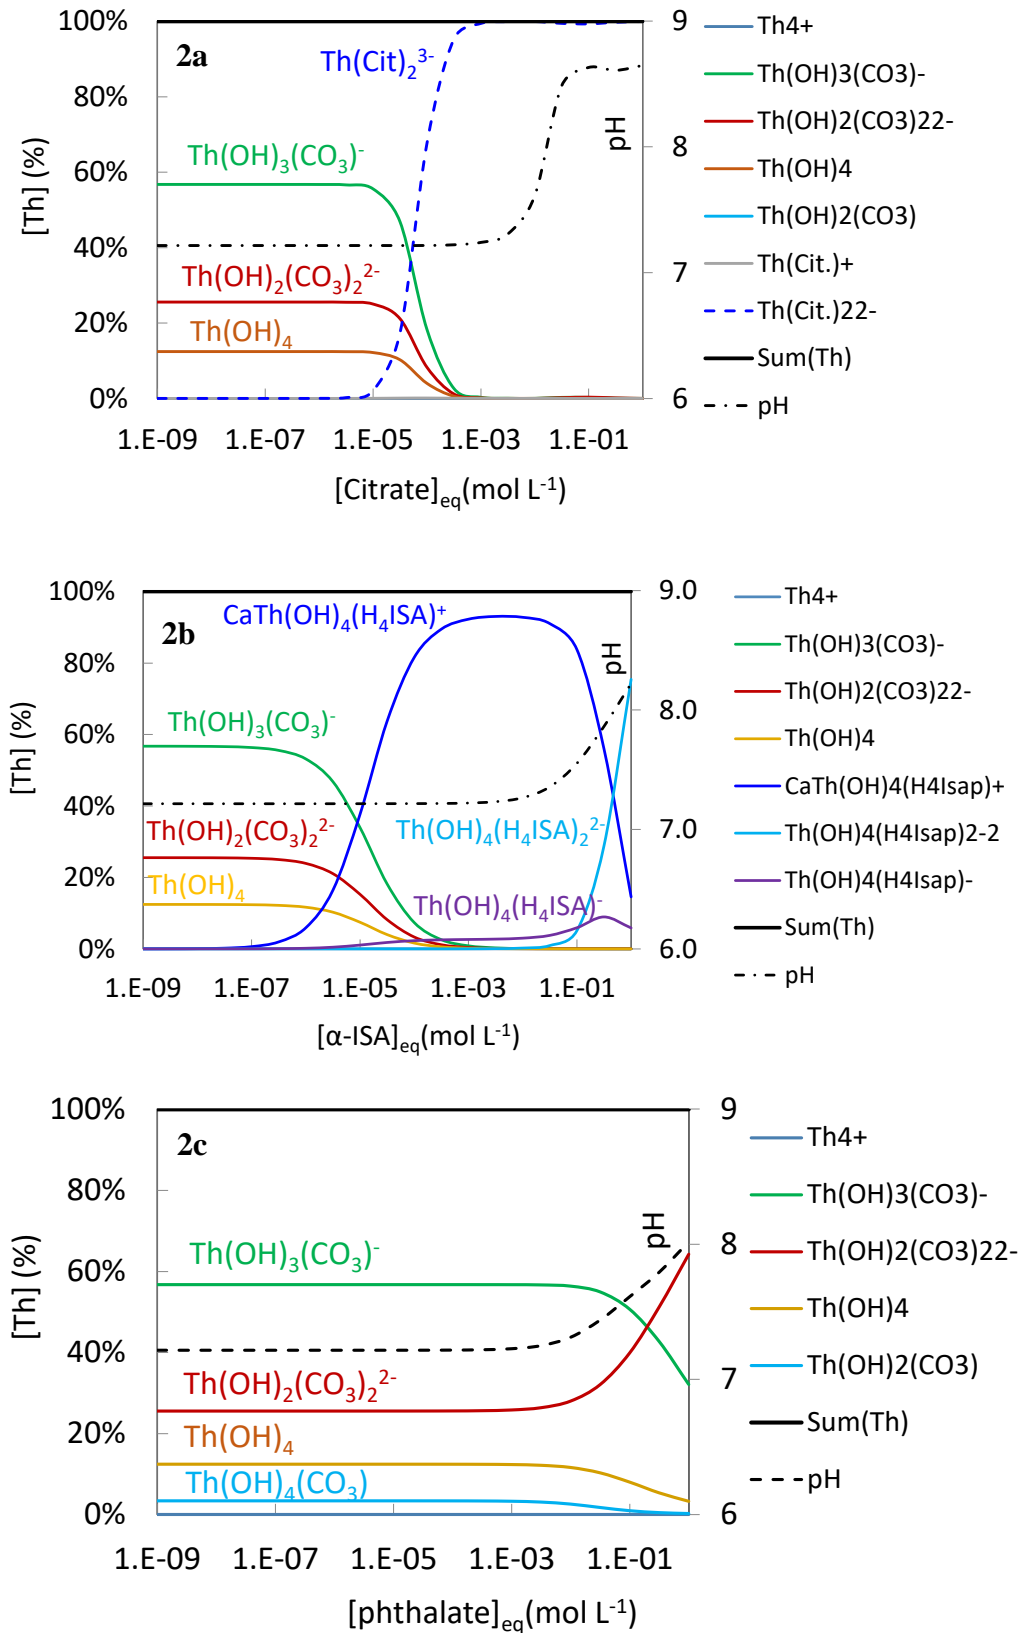 100%
80%
60%
40%
20%
0%
[Th] (%)
2a
Th(Cit)₂³⁻
Th(OH)₃(CO₃)⁻
Th(OH)₂(CO₃)₂²⁻
Th(OH)₄
pH
9
8
7
6
1.E-09 1.E-07 1.E-05 1.E-03 1.E-01
[Citrate]eq(mol L⁻¹)
Th4+
Th(OH)3(CO3)-
Th(OH)2(CO3)22-
Th(OH)4
Th(OH)2(CO3)
Th(Cit.)+
Th(Cit.)22-
Sum(Th)
pH
100%
80%
60%
40%
20%
0%
[Th] (%)
2b
CaTh(OH)₄(H₄ISA)⁺
Th(OH)₃(CO₃)⁻
Th(OH)₂(CO₃)₂²⁻
Th(OH)₄
Th(OH)₄(H₄ISA)₂²⁻
Th(OH)₄(H₄ISA)⁻
pH
9.0
8.0
7.0
6.0
1.E-09 1.E-07 1.E-05 1.E-03 1.E-01
[α-ISA]eq(mol L⁻¹)
Th4+
Th(OH)3(CO3)-
Th(OH)2(CO3)22-
Th(OH)4
CaTh(OH)4(H4Isap)+
Th(OH)4(H4Isap)2-2
Th(OH)4(H4Isap)-
Sum(Th)
pH
100%
80%
60%
40%
20%
0%
[Th] (%)
2c
Th(OH)₃(CO₃)⁻
Th(OH)₂(CO₃)₂²⁻
Th(OH)₄
Th(OH)₄(CO₃)
pH
9
8
7
6
1.E-09 1.E-07 1.E-05 1.E-03 1.E-01
[phthalate]eq(mol L⁻¹)
Th4+
Th(OH)3(CO3)-
Th(OH)2(CO3)22-
Th(OH)4
Th(OH)2(CO3)
Sum(Th)
pH